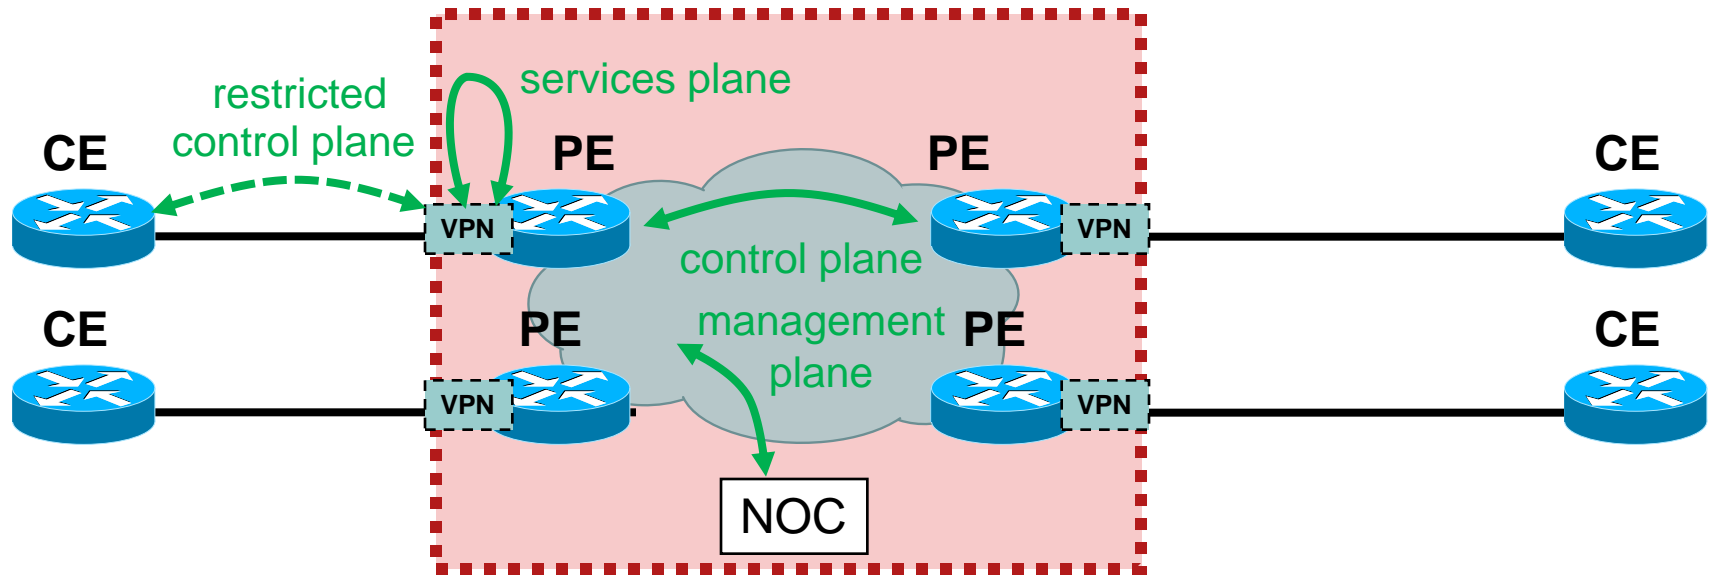 services plane
restricted
control plane
CE
PE
PE
CE
VPN
VPN
control plane
management
plane
CE
PE
PE
CE
VPN
VPN
NOC